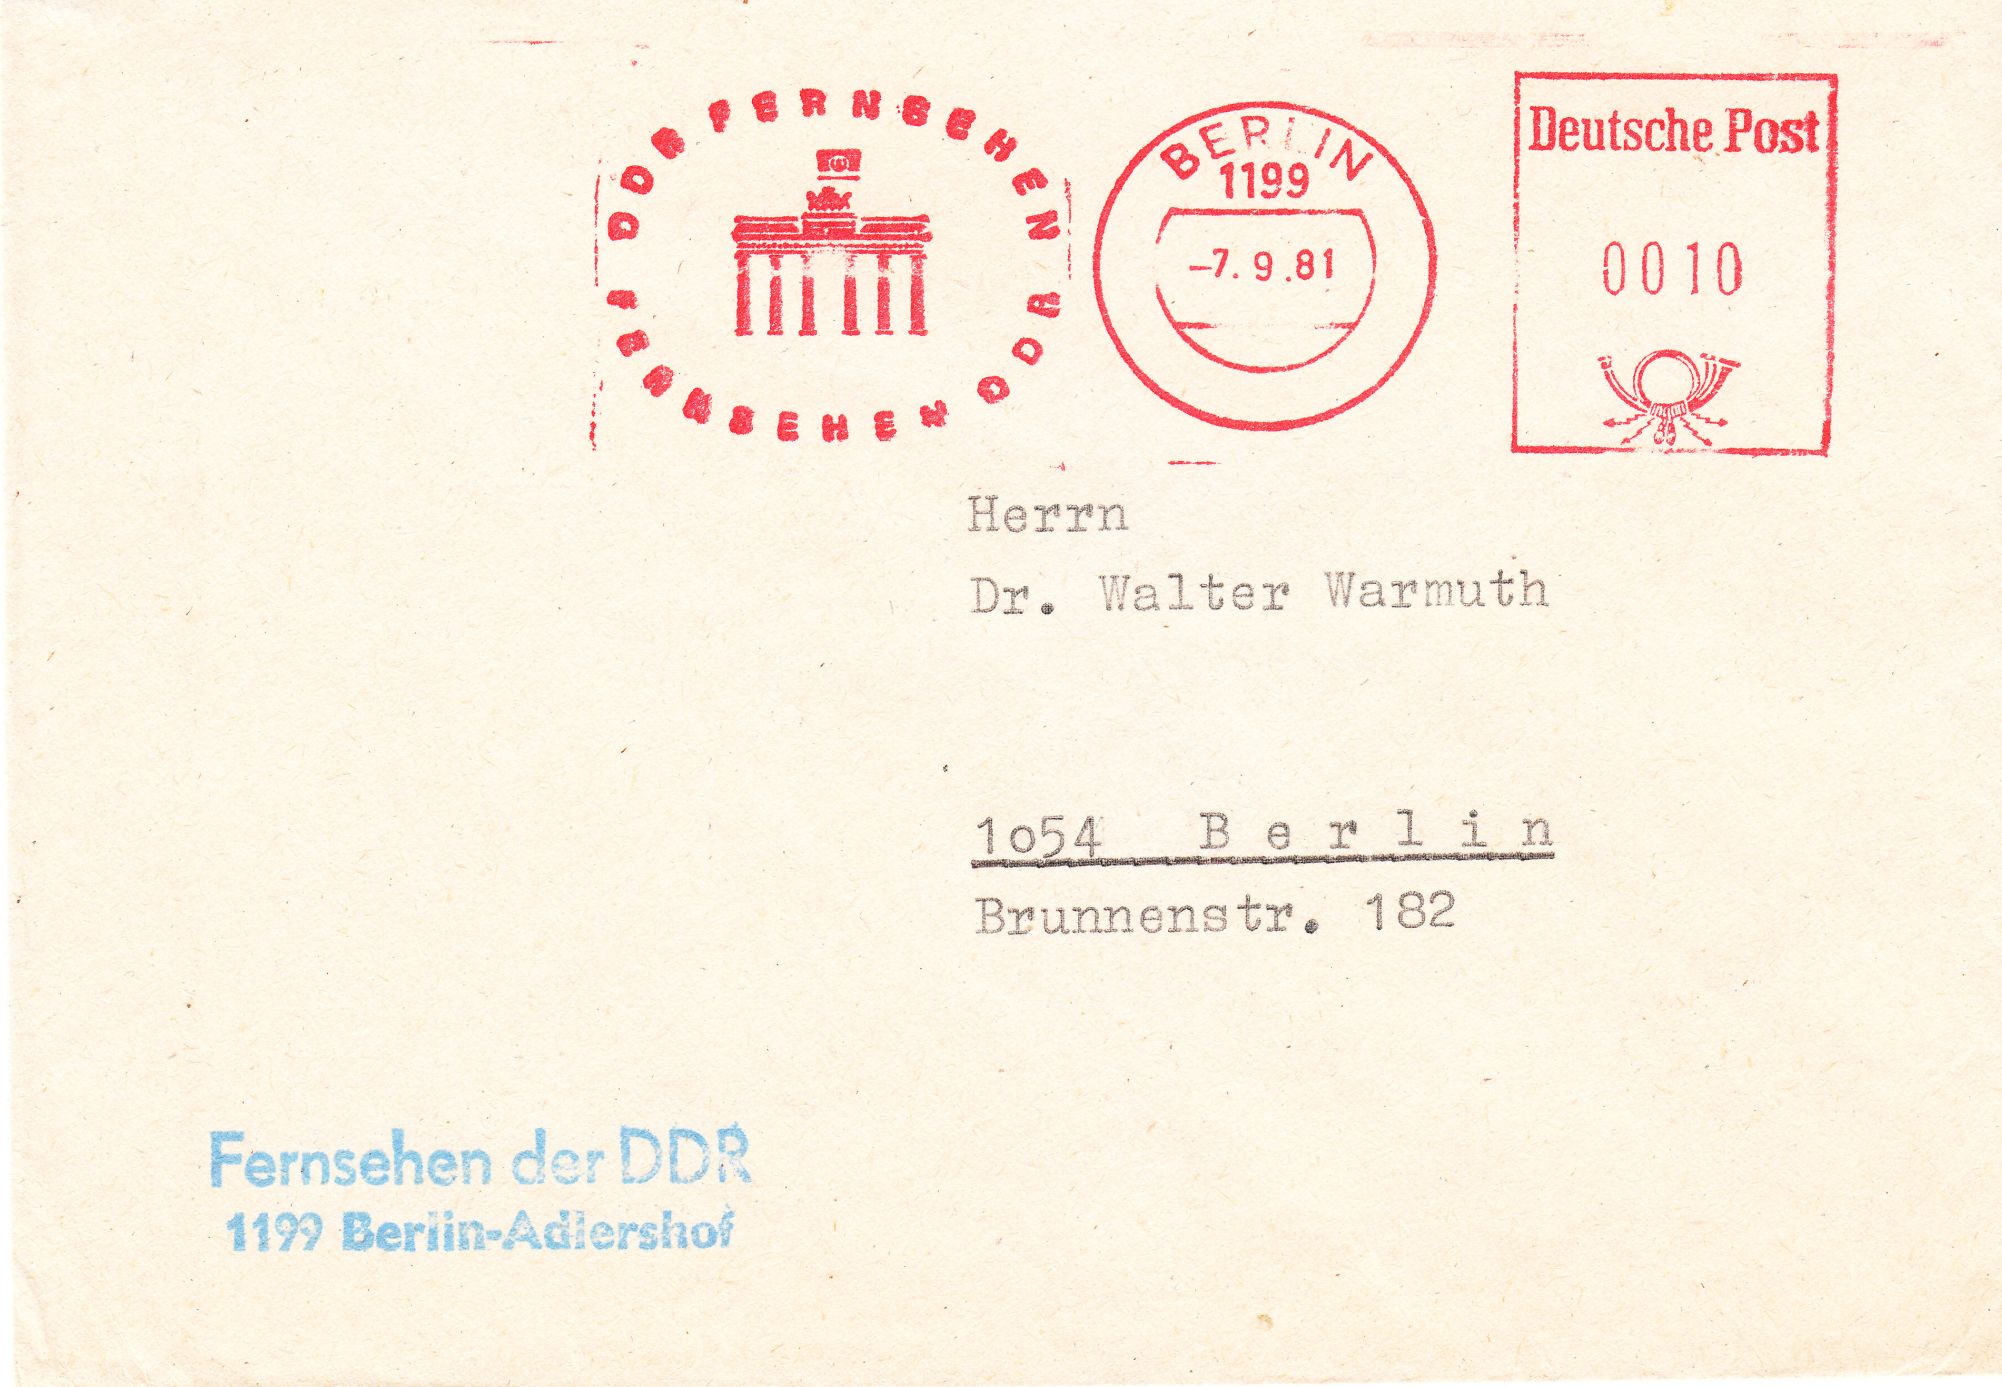 DDR FERNSEHEN DDR FERNSEHEN
BERLIN
1199
-7. 9 .81
Deutsche Post
0010
Herrn
Dr. Walter Warmuth
1o54 B e r l i n
Brunnenstr. 182
Fernsehen der DDR
1199 Berlin-Adlershof